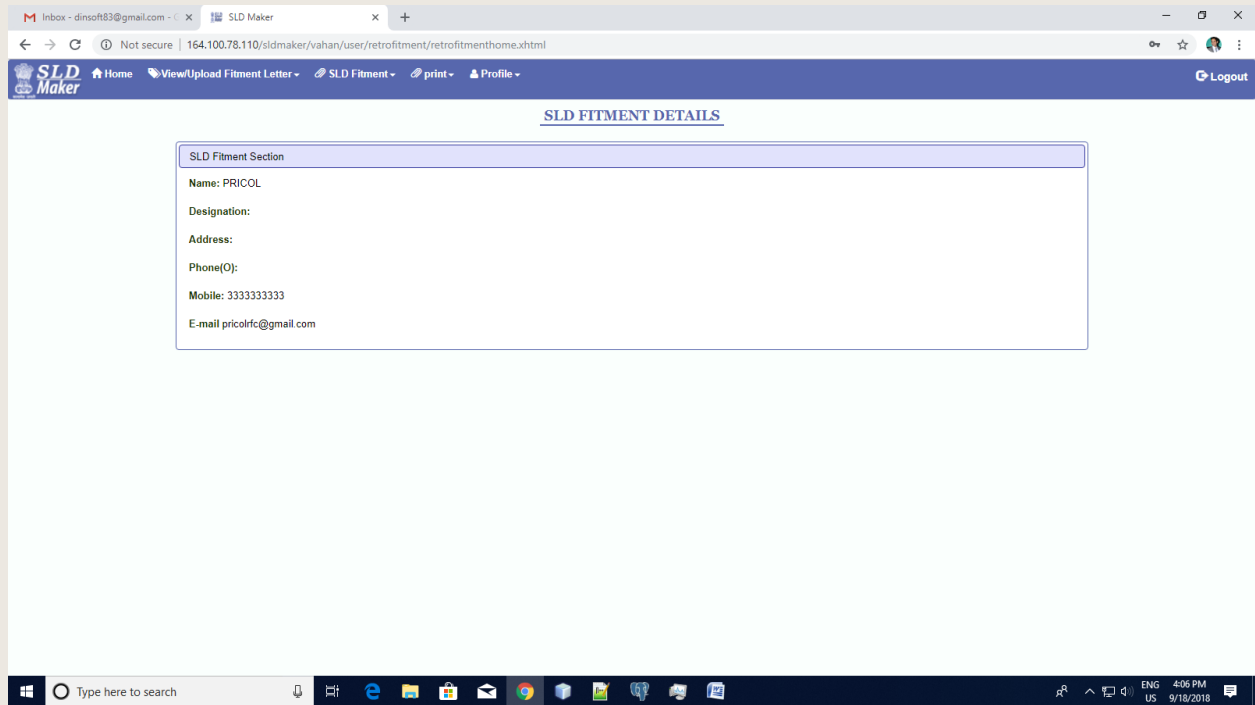 Inbox - dinsoft83@gmail.com -
SLD Maker
Not secure | 164.100.78.110/sldmaker/vahan/user/retrofitment/retrofitmenthome.xhtml
SLD Maker
Home View/Upload Fitment Letter SLD Fitment print Profile Logout
SLD FITMENT DETAILS
SLD Fitment Section
Name: PRICOL
Designation:
Address:
Phone(O):
Mobile: 3333333333
E-mail pricolrfc@gmail.com
Type here to search
ENG 4:06 PM
US 9/18/2018